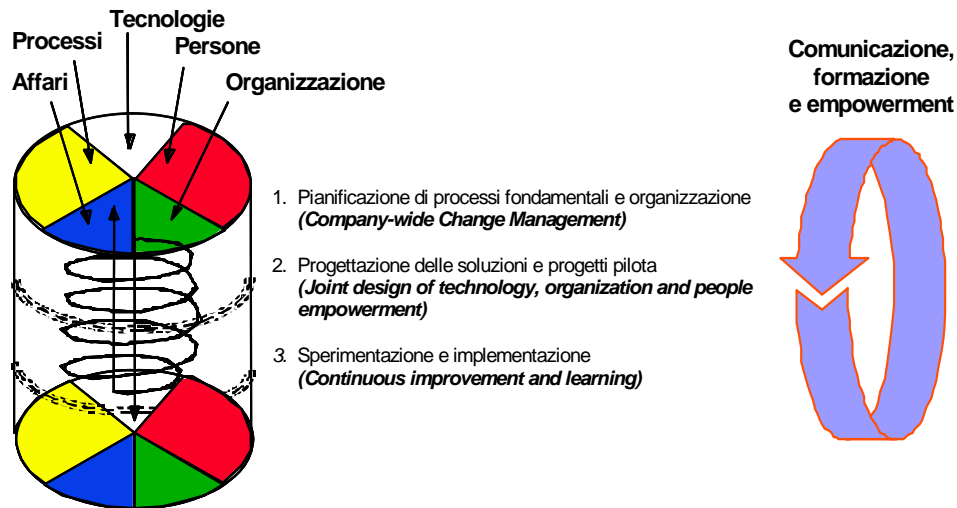 Tecnologie
Processi
Persone
Affari
Organizzazione
Comunicazione,
formazione
e empowerment
1. Pianificazione di processi fondamentali e organizzazione
(Company-wide Change Management)
2. Progettazione delle soluzioni e progetti pilota
(Joint design of technology, organization and people
empowerment)
3. Sperimentazione e implementazione
(Continuous improvement and learning)